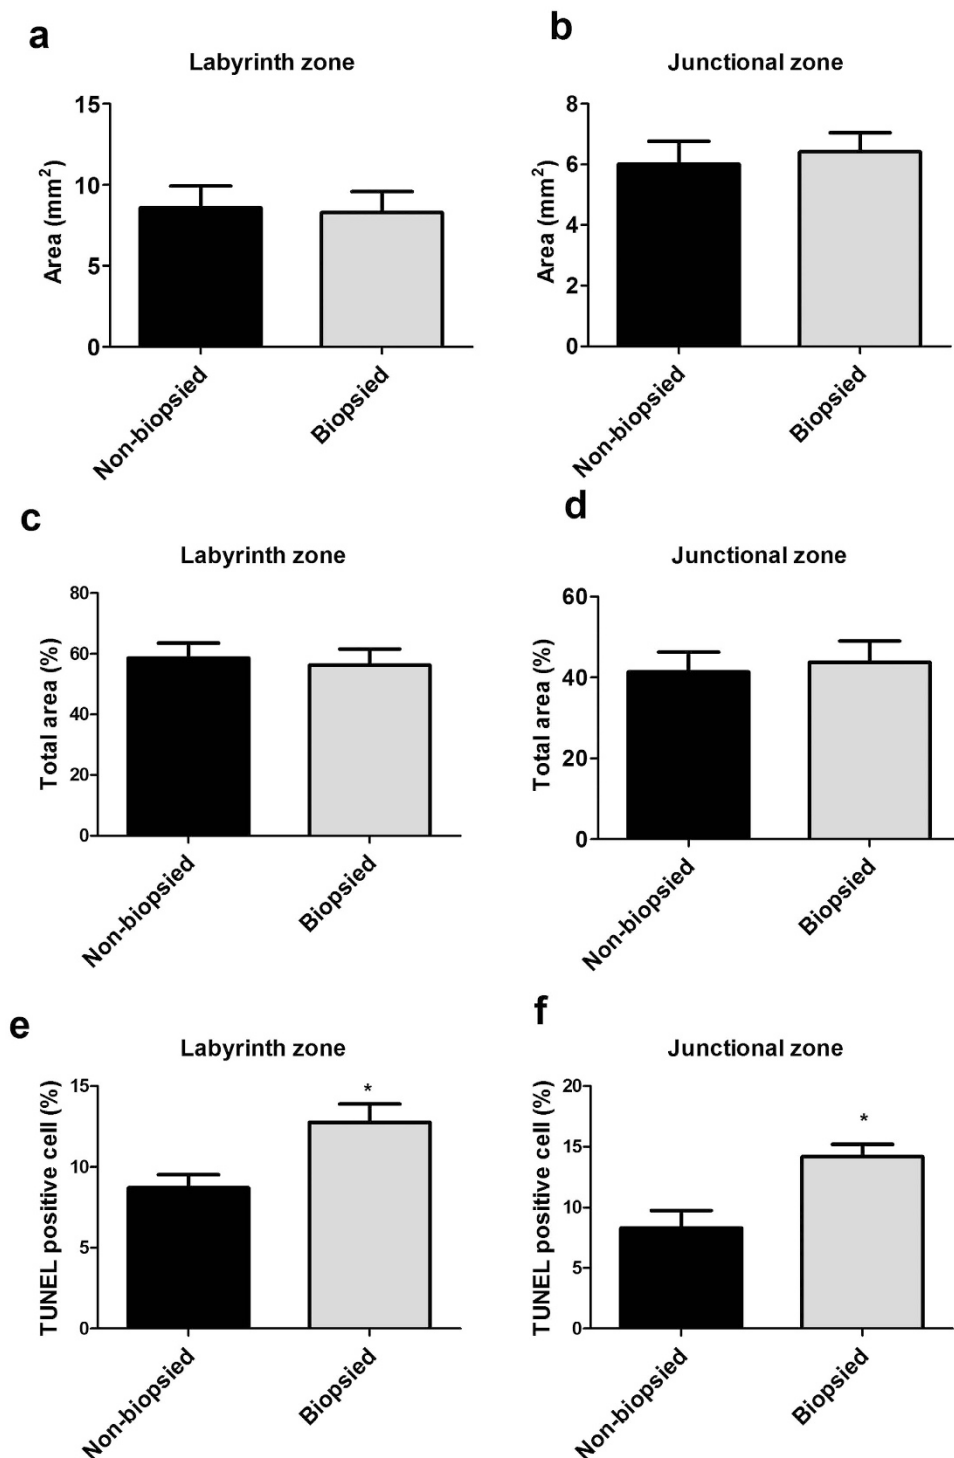 a
Labyrinth zone
Area (mm²)
15
10
5
0
Non-biopsied
Biopsied
b
Junctional zone
Area (mm²)
8
6
4
2
0
Non-biopsied
Biopsied
c
Labyrinth zone
Total area (%)
80
60
40
20
0
Non-biopsied
Biopsied
d
Junctional zone
Total area (%)
60
40
20
0
Non-biopsied
Biopsied
e
Labyrinth zone
TUNEL positive cell (%)
15
10
5
0
*
Non-biopsied
Biopsied
f
Junctional zone
TUNEL positive cell (%)
20
15
10
5
0
*
Non-biopsied
Biopsied